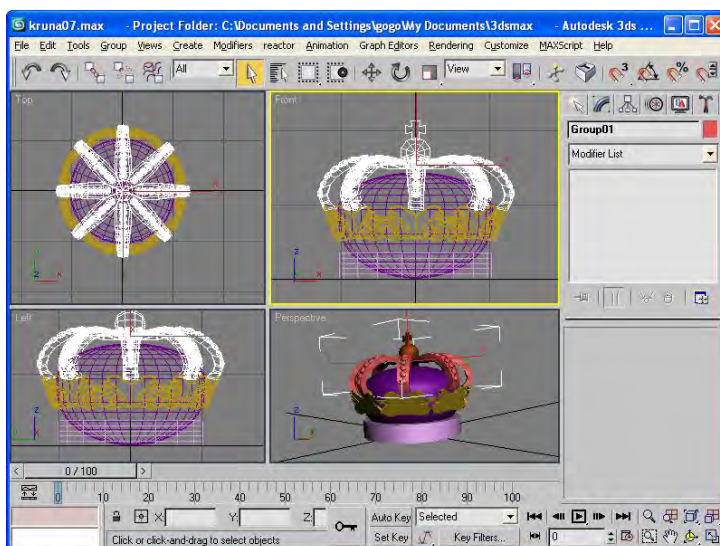 kruna07.max - Project Folder: C:\Documents and Settings\gogo\My Documents\3dsmax - Autodesk 3ds ...
File Edit Tools Group Views Create Modifiers reactor Animation Graph Editors Rendering Customize MAXScript Help
All View 3 %
Top Front
Group01
Modifier List
Left Perspective
0 / 100
0 10 20 30 40 50 60 70 80 90 100
X: Y: Z: Auto Key Selected
Click or click-and-drag to select objects Set Key Key Filters... 0